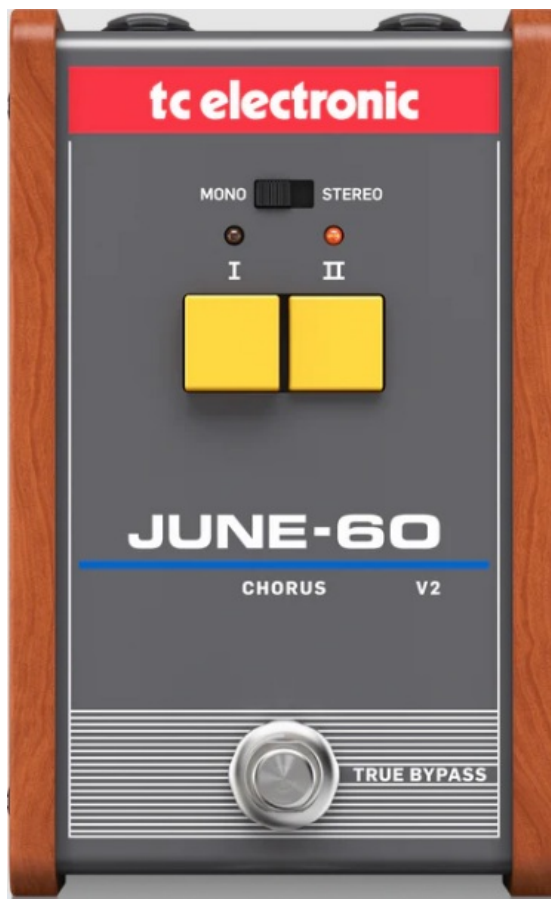 tc electronic
MONO STEREO
I II
JUNE-60
CHORUS V2
TRUE BYPASS